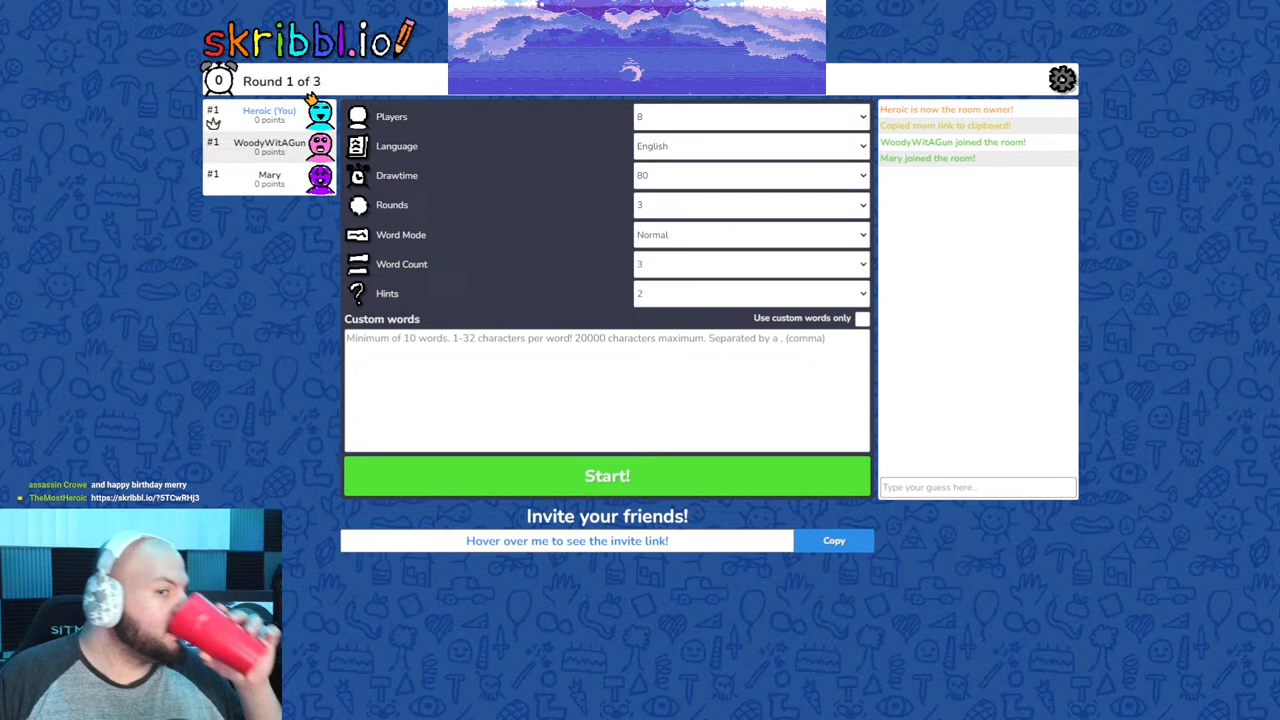 skribbl.io
0
Round 1 of 3
#1
Heroic (You)
0 points
#1
WoodyWitAGun
0 points
#1
Mary
0 points
Players
8
Language
English
Drawtime
80
Rounds
3
Word Mode
Normal
Word Count
3
Hints
2
Custom words
Use custom words only
Minimum of 10 words. 1-32 characters per word! 20000 characters maximum. Separated by a , (comma)
Start!
Invite your friends!
Hover over me to see the invite link!
Copy
Heroic is now the room owner!
Copied room link to clipboard!
WoodyWitAGun joined the room!
Mary joined the room!
Type your guess here...
assassin Crowe and happy birthday merry
TheMostHeroic https://skribbl.io/?5TCwRHj3